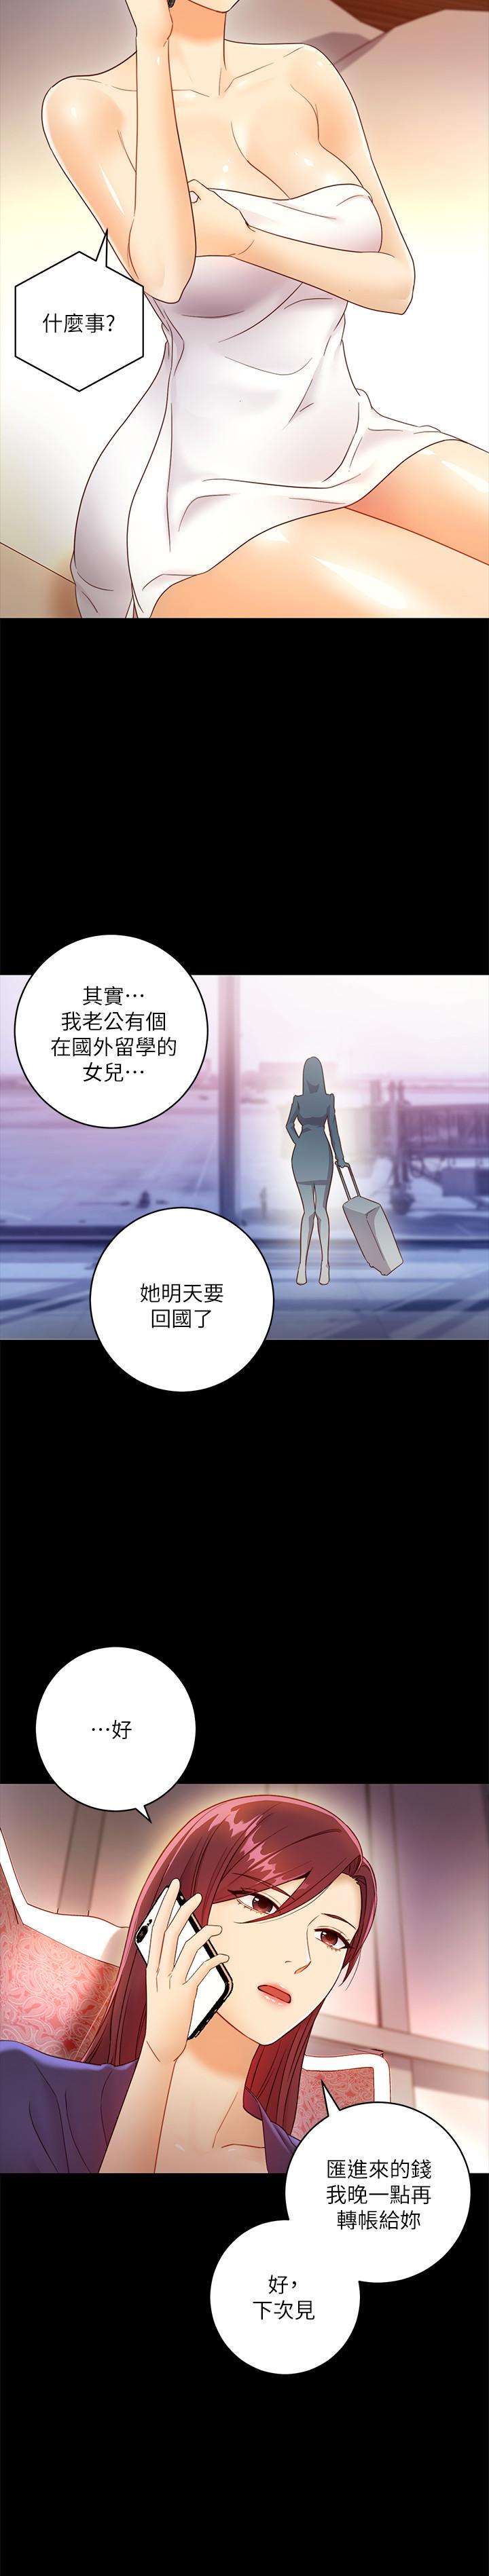 什麼事?
其實…
我老公有個
在國外留學的
女兒…
她明天要
回國了
…好
匯進來的錢
我晚一點再
轉帳給妳
好,
下次見